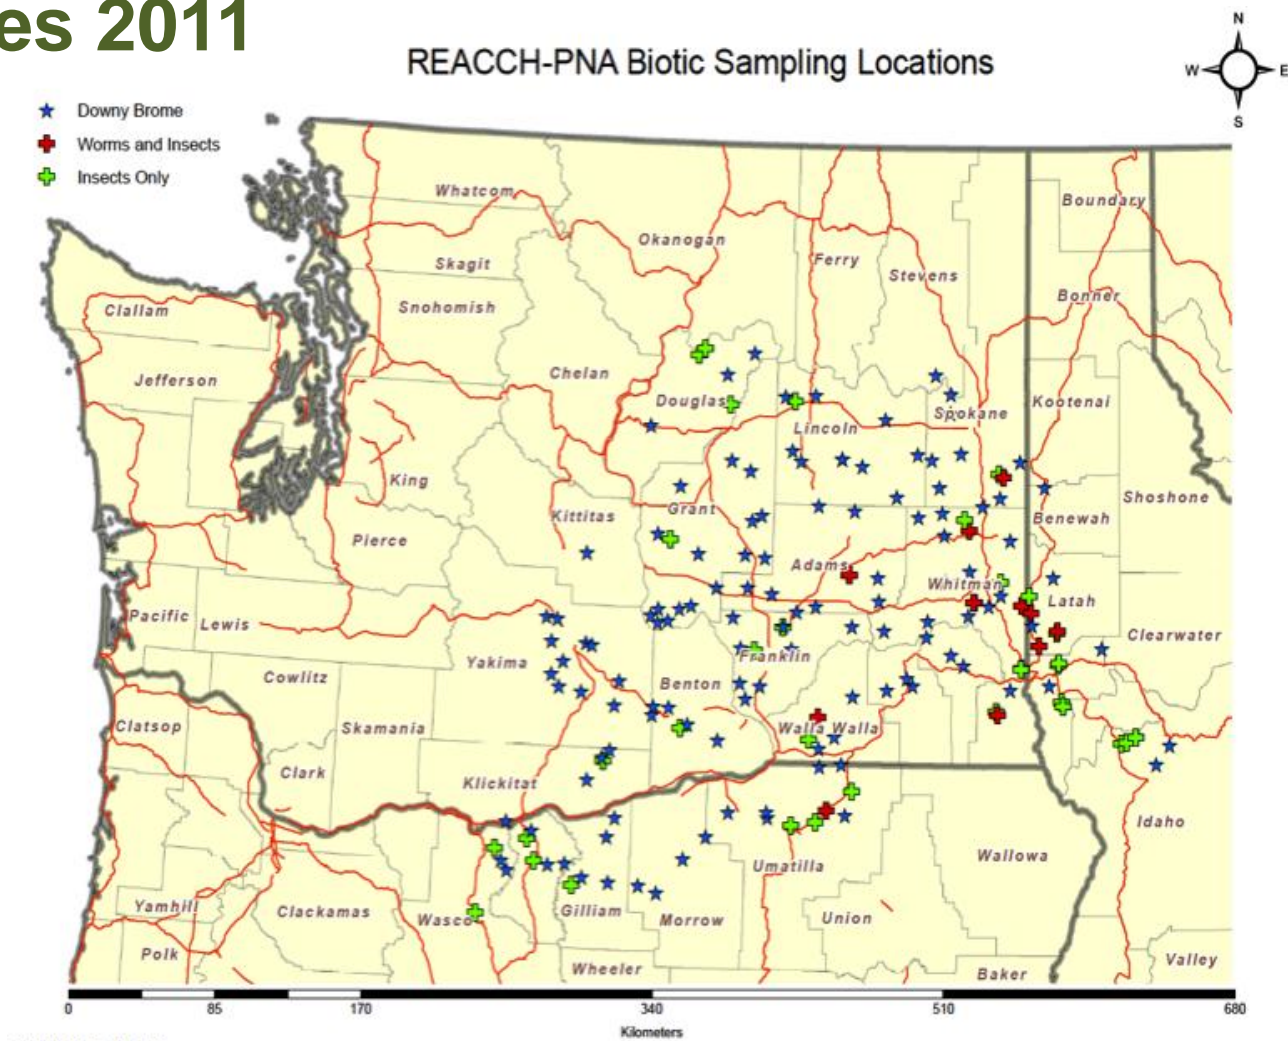 es 2011
REACCH-PNA Biotic Sampling Locations
N
W E
S
Downy Brome
Worms and Insects
Insects Only
Whatcom
Boundary
Okanogan
Skagit
Ferry
Stevens
Snohomish
Bonner
Clallam
Jefferson
Chelan
Douglas
Kootenai
Spokane
Lincoln
King
Shoshone
Grant
Kittitas
Benewah
Pierce
Adams
Whitman
Latah
Pacific
Lewis
Clearwater
Yakima
Franklin
Cowlitz
Benton
Clatsop
Skamania
Walla Walla
Clark
Klickitat
Idaho
Wallowa
Umatilla
Yamhill
Clackamas
Wasco
Gilliam
Morrow
Union
Polk
Wheeler
Baker
Valley
0 85 170 340 510 680
Kilometers